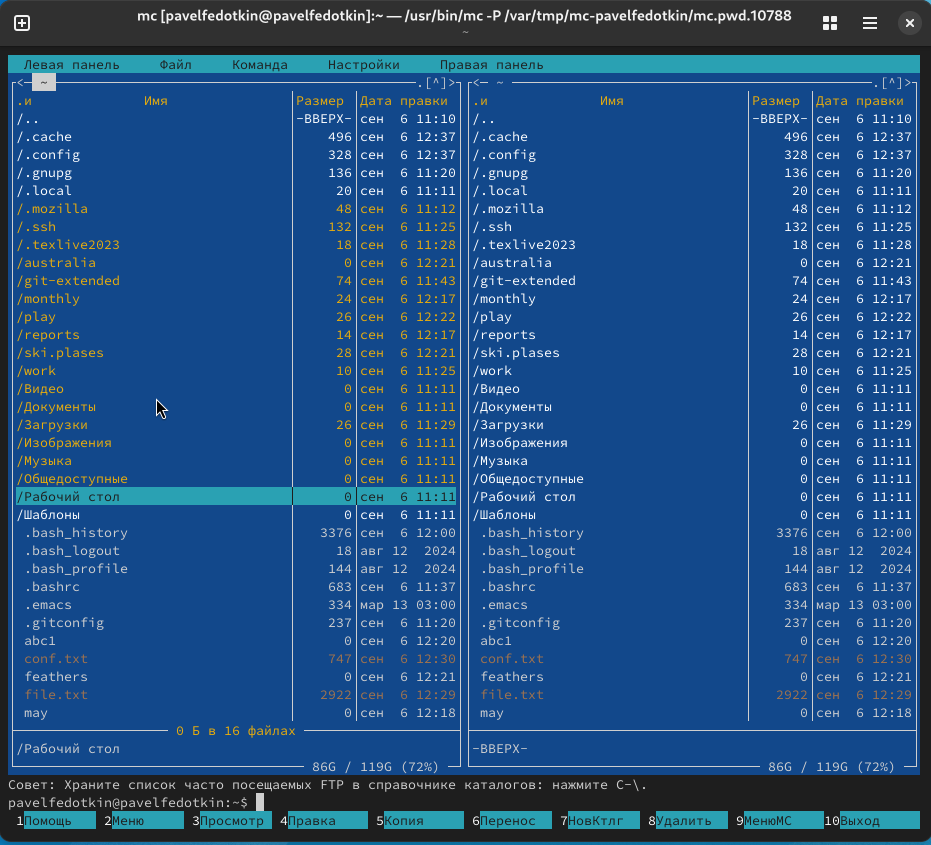 mc [pavelfedotkin@pavelfedotkin]:~ — /usr/bin/mc -P /var/tmp/mc-pavelfedotkin/mc.pwd.10788
~
Левая панель Файл Команда Настройки Правая панель
<─ ~ .[^]> <─ ~ .[^]>
.и Имя Размер Дата правки .и Имя Размер Дата правки
/.. -ВВЕРХ- сен 6 11:10 /.. -ВВЕРХ- сен 6 11:10
/.cache 496 сен 6 12:37 /.cache 496 сен 6 12:37
/.config 328 сен 6 12:37 /.config 328 сен 6 12:37
/.gnupg 136 сен 6 11:20 /.gnupg 136 сен 6 11:20
/.local 20 сен 6 11:11 /.local 20 сен 6 11:11
/.mozilla 48 сен 6 11:12 /.mozilla 48 сен 6 11:12
/.ssh 132 сен 6 11:25 /.ssh 132 сен 6 11:25
/.texlive2023 18 сен 6 11:28 /.texlive2023 18 сен 6 11:28
/australia 0 сен 6 12:21 /australia 0 сен 6 12:21
/git-extended 74 сен 6 11:43 /git-extended 74 сен 6 11:43
/monthly 24 сен 6 12:17 /monthly 24 сен 6 12:17
/play 26 сен 6 12:22 /play 26 сен 6 12:22
/reports 14 сен 6 12:17 /reports 14 сен 6 12:17
/ski.plases 28 сен 6 12:21 /ski.plases 28 сен 6 12:21
/work 10 сен 6 11:25 /work 10 сен 6 11:25
/Видео 0 сен 6 11:11 /Видео 0 сен 6 11:11
/Документы 0 сен 6 11:11 /Документы 0 сен 6 11:11
/Загрузки 26 сен 6 11:29 /Загрузки 26 сен 6 11:29
/Изображения 0 сен 6 11:11 /Изображения 0 сен 6 11:11
/Музыка 0 сен 6 11:11 /Музыка 0 сен 6 11:11
/Общедоступные 0 сен 6 11:11 /Общедоступные 0 сен 6 11:11
/Рабочий стол 0 сен 6 11:11 /Рабочий стол 0 сен 6 11:11
/Шаблоны 0 сен 6 11:11 /Шаблоны 0 сен 6 11:11
.bash_history 3376 сен 6 12:00 .bash_history 3376 сен 6 12:00
.bash_logout 18 авг 12 2024 .bash_logout 18 авг 12 2024
.bash_profile 144 авг 12 2024 .bash_profile 144 авг 12 2024
.bashrc 683 сен 6 11:37 .bashrc 683 сен 6 11:37
.emacs 334 мар 13 03:00 .emacs 334 мар 13 03:00
.gitconfig 237 сен 6 11:20 .gitconfig 237 сен 6 11:20
abc1 0 сен 6 12:20 abc1 0 сен 6 12:20
conf.txt 747 сен 6 12:30 conf.txt 747 сен 6 12:30
feathers 0 сен 6 12:21 feathers 0 сен 6 12:21
file.txt 2922 сен 6 12:29 file.txt 2922 сен 6 12:29
may 0 сен 6 12:18 may 0 сен 6 12:18
0 Б в 16 файлах
/Рабочий стол -ВВЕРХ-
86G / 119G (72%) 86G / 119G (72%)
Совет: Храните список часто посещаемых FTP в справочнике каталогов: нажмите C-\.
pavelfedotkin@pavelfedotkin:~$
1Помощь 2Меню 3Просмотр 4Правка 5Копия 6Перенос 7НовКтлг 8Удалить 9МенюМС 10Выход